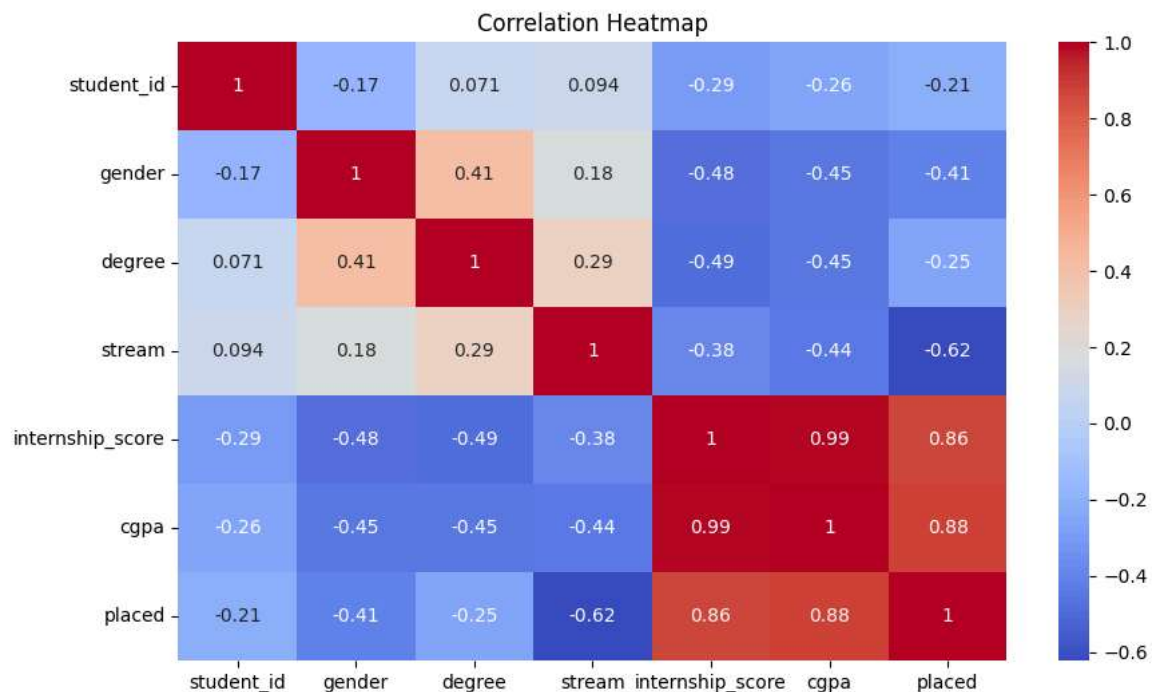 Correlation Heatmap
student_id 1 -0.17 0.071 0.094 -0.29 -0.26 -0.21
gender -0.17 1 0.41 0.18 -0.48 -0.45 -0.41
degree 0.071 0.41 1 0.29 -0.49 -0.45 -0.25
stream 0.094 0.18 0.29 1 -0.38 -0.44 -0.62
internship_score -0.29 -0.48 -0.49 -0.38 1 0.99 0.86
cgpa -0.26 -0.45 -0.45 -0.44 0.99 1 0.88
placed -0.21 -0.41 -0.25 -0.62 0.86 0.88 1
student_id gender degree stream internship_score cgpa placed
1.0
0.8
0.6
0.4
0.2
0.0
−0.2
−0.4
−0.6